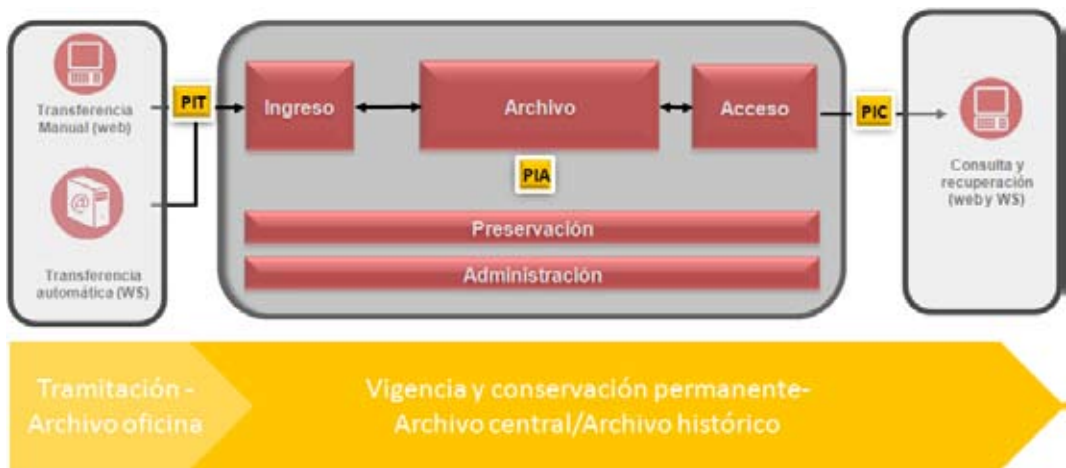 Transferencia
Manual (web)
Transferencia
automática (WS)
PIT
Ingreso
Archivo
Acceso
PIA
Preservación
Administración
PIC
Consulta y
recuperación
(web y WS)
Tramitación -
Archivo oficina
Vigencia y conservación permanente-
Archivo central/Archivo histórico